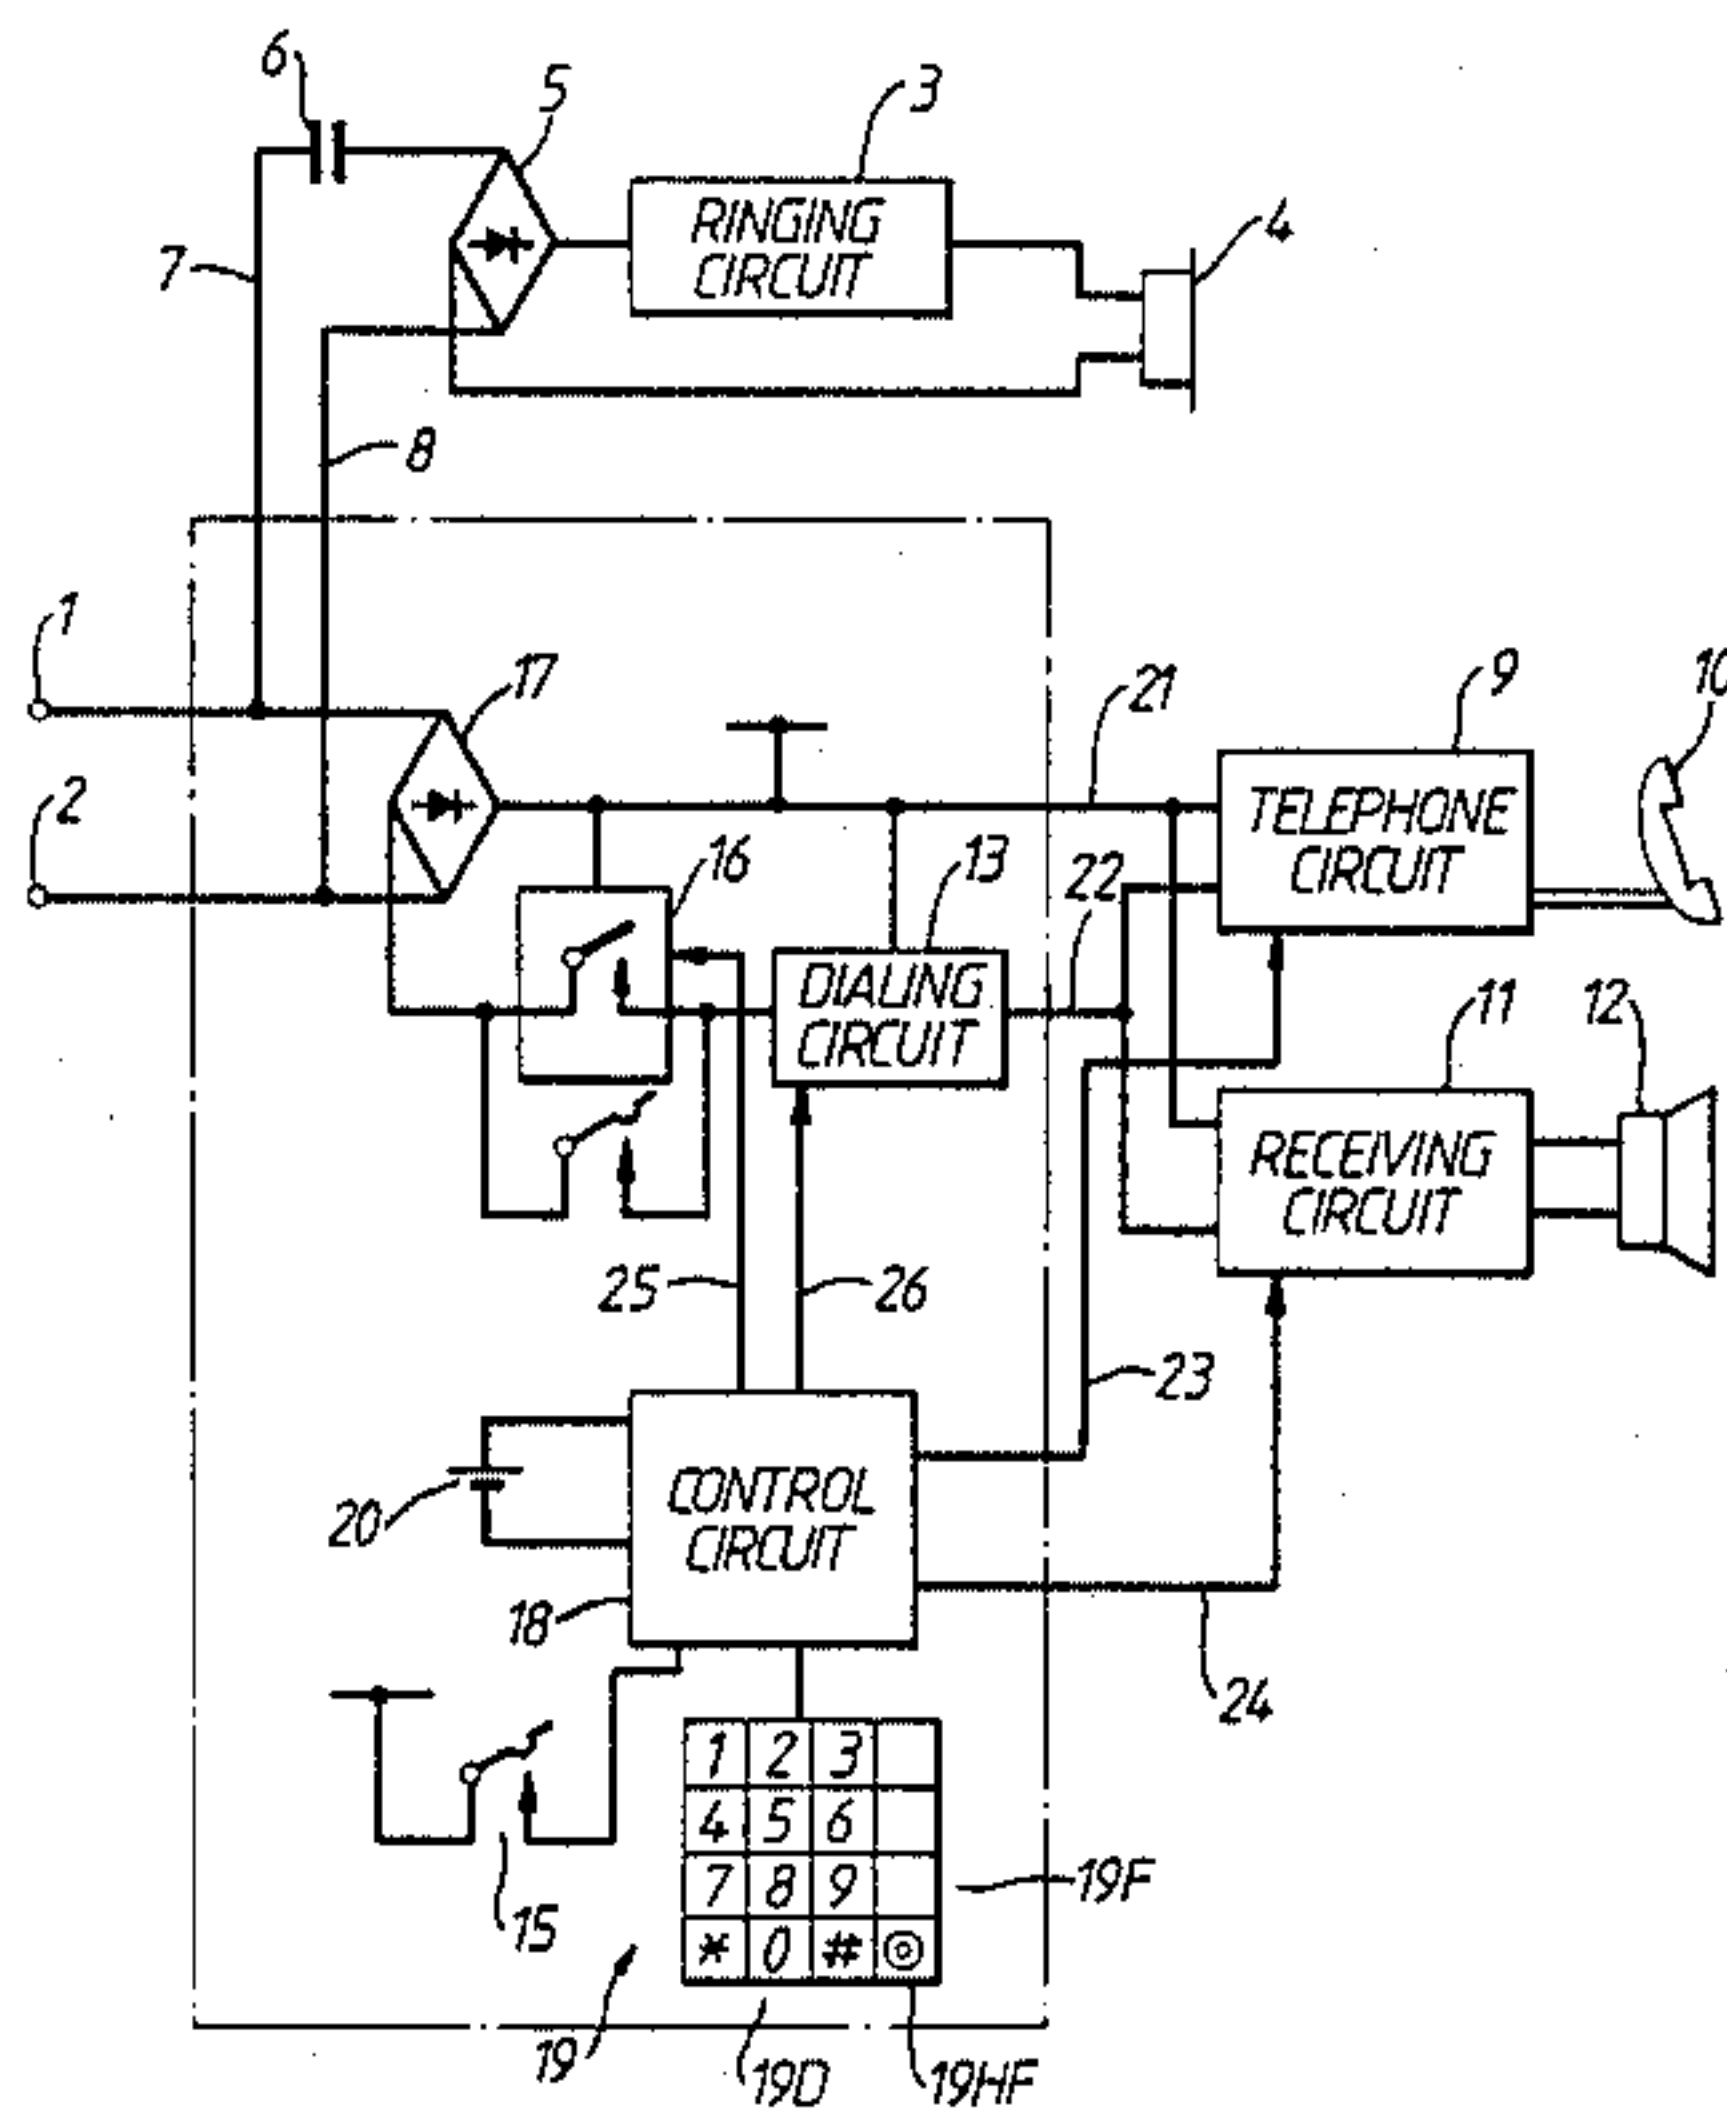 6
5
3
RINGING
CIRCUIT
4
7
8
1
17
21
9
10
2
16
13
22
TELEPHONE
CIRCUIT
DIALING
CIRCUIT
11
12
RECEIVING
CIRCUIT
25
26
23
20
CONTROL
CIRCUIT
18
24
1 2 3
4 5 6
7 8 9
* 0 #
19F
15
19
19D
19HF